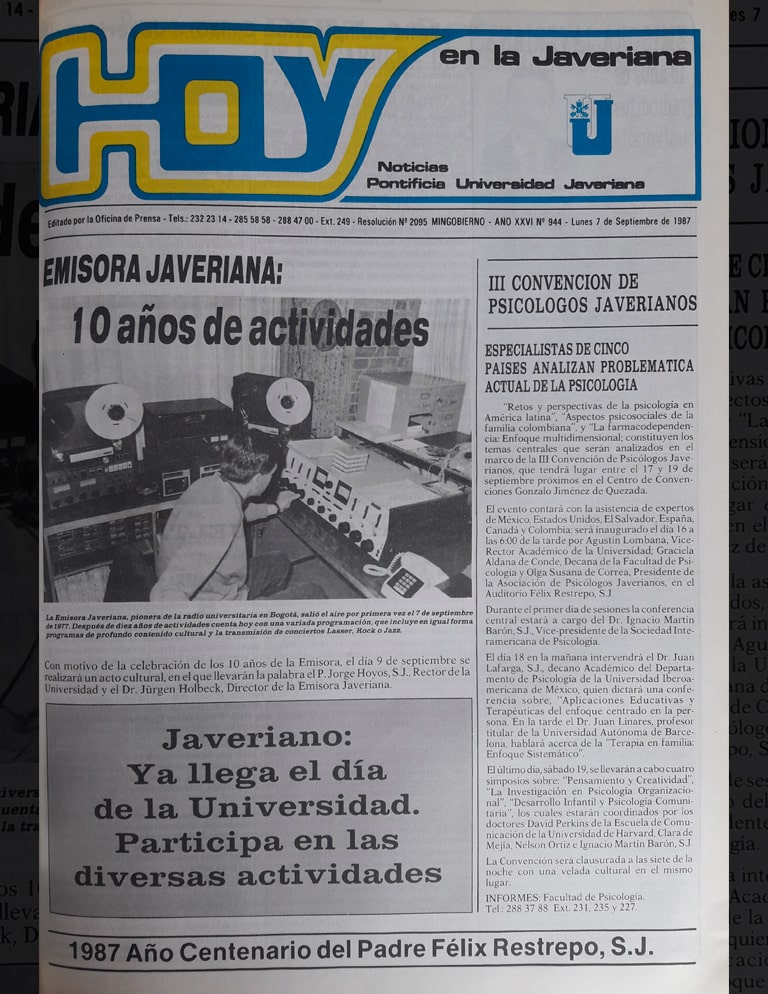 HOY
en la Javeriana
Noticias
Pontificia Universidad Javeriana
Editado por la Oficina de Prensa - Tels.: 232 23 14 - 285 58 58 - 288 47 00 - Ext. 249 - Resolución Nº 2095 MINGOBIERNO - AÑO XXVI Nº 944 - Lunes 7 de Septiembre de 1987
EMISORA JAVERIANA:
10 años de actividades
La Emisora Javeriana, pionera de la radio universitaria en Bogotá, salió el aire por primera vez el 7 de septiembre
de 1977. Después de diez años de actividades cuenta hoy con una variada programación, que incluye en igual forma
programas de profundo contenido cultural y la transmisión de conciertos Lasser, Rock o Jazz.
Con motivo de la celebración de los 10 años de la Emisora, el día 9 de septiembre se
realizará un acto cultural, en el que llevarán la palabra el P. Jorge Hoyos, S.J., Rector de la
Universidad y el Dr. Jürgen Holbeck, Director de la Emisora Javeriana.
Javeriano:
Ya llega el día
de la Universidad.
Participa en las
diversas actividades
III CONVENCION DE
PSICOLOGOS JAVERIANOS
ESPECIALISTAS DE CINCO
PAISES ANALIZAN PROBLEMATICA
ACTUAL DE LA PSICOLOGIA
"Retos y perspectivas de la psicología en
América latina", "Aspectos psicosociales de la
familia colombiana", y "La farmacodependen-
cia: Enfoque multidimensional; constituyen los
temas centrales que serán analizados en el
marco de la III Convención de Psicólogos Jave-
rianos, que tendrá lugar entre el 17 y 19 de
septiembre próximos en el Centro de Conven-
ciones Gonzalo Jiménez de Quezada.
El evento contará con la asistencia de expertos
de México, Estados Unidos, El Salvador, España,
Canadá y Colombia; será inaugurado el día 16 a
las 6:00 de la tarde por Agustín Lombana, Vice-
Rector Académico de la Universidad; Graciela
Aldana de Conde, Decana de la Facultad de Psi-
cología y Olga Susana de Correa, Presidente de
la Asociación de Psicólogos Javerianos, en el
Auditorio Félix Restrepo, S.J.
Durante el primer día de sesiones la conferencia
central estará a cargo del Dr. Ignacio Martín
Barón, S.J., Vice-presidente de la Sociedad Inte-
ramericana de Psicología.
El día 18 en la mañana intervendrá el Dr. Juan
Lafarga, S.J., decano Académico del Departa-
mento de Psicología de la Universidad Iberoa-
mericana de México, quien dictará una confe-
rencia sobre, "Aplicaciones Educativas y
Terapéuticas del enfoque centrado en la per-
sona. En la tarde el Dr. Juan Linares, profesor
titular de la Universidad Autónoma de Barce-
lona, hablará acerca de la "Terapia en familia:
Enfoque Sistemático".
El último día, sábado 19, se llevarán a cabo cuatro
simposios sobre: "Pensamiento y Creatividad",
"La Investigación en Psicología Organizacio-
nal", "Desarrollo Infantil y Psicología Comuni-
taria", los cuales estarán coordinados por los
doctores David Perkins de la Escuela de Comu-
nicación de la Universidad de Harvard, Clara de
Mejía, Nelson Ortiz e Ignacio Martín Barón, S.J.
La Convención será clausurada a las siete de la
noche con una velada cultural en el mismo
lugar.
INFORMES: Facultad de Psicología.
Tel.: 288 37 88 Ext. 231, 235 y 227.
1987 Año Centenario del Padre Félix Restrepo, S.J.